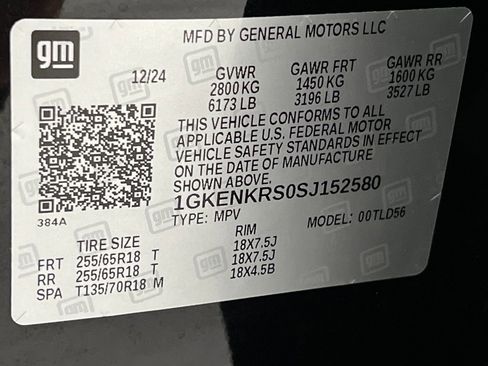 gm
MFD BY GENERAL MOTORS LLC
12/24 GVWR GAWR FRT GAWR RR
2800 KG 1450 KG 1600 KG
6173 LB 3196 LB 3527 LB
THIS VEHICLE CONFORMS TO ALL
APPLICABLE U.S. FEDERAL MOTOR
VEHICLE SAFETY STANDARDS IN EFFECT
ON THE DATE OF MANUFACTURE
SHOWN ABOVE.
384A
1GKENKRS0SJ152580
TYPE: MPV MODEL: 00TLD56
TIRE SIZE RIM
FRT 255/65R18 T 18X7.5J
RR 255/65R18 T 18X7.5J
SPA T135/70R18 M 18X4.5B